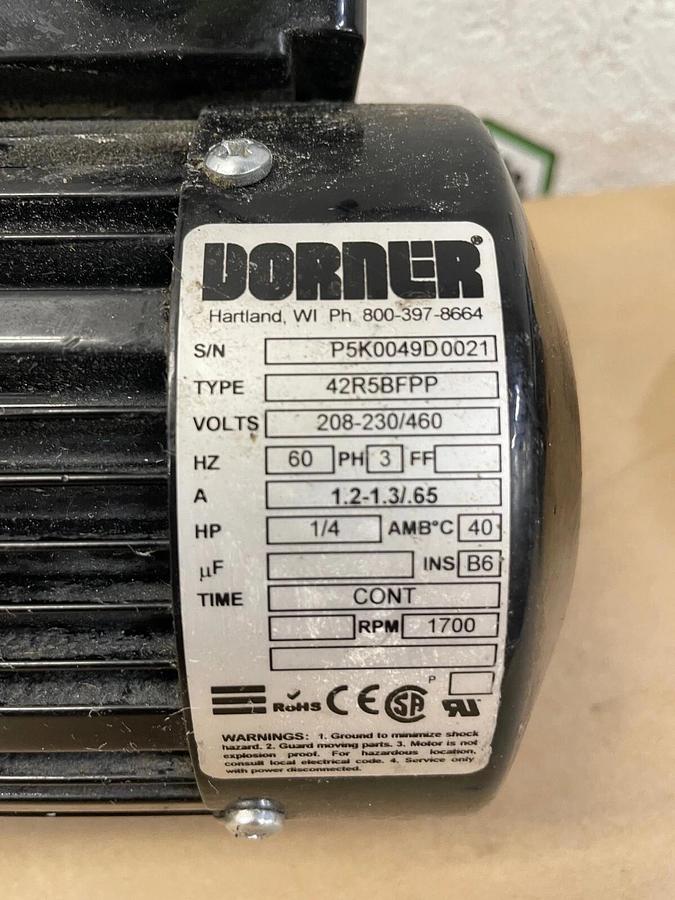 DORNER®
Hartland, WI Ph. 800-397-8664
S/N P5K0049D0021
TYPE 42R5BFPP
VOLTS 208-230/460
HZ 60 PH 3 FF
A 1.2-1.3/.65
HP 1/4 AMB°C 40
µF INS B6
TIME CONT
RPM 1700
P
RoHS CE SA RU
WARNINGS: 1. Ground to minimize shock
hazard. 2. Guard moving parts. 3. Motor is not
explosion proof. For hazardous location,
consult local electrical code. 4. Service only
with power disconnected.